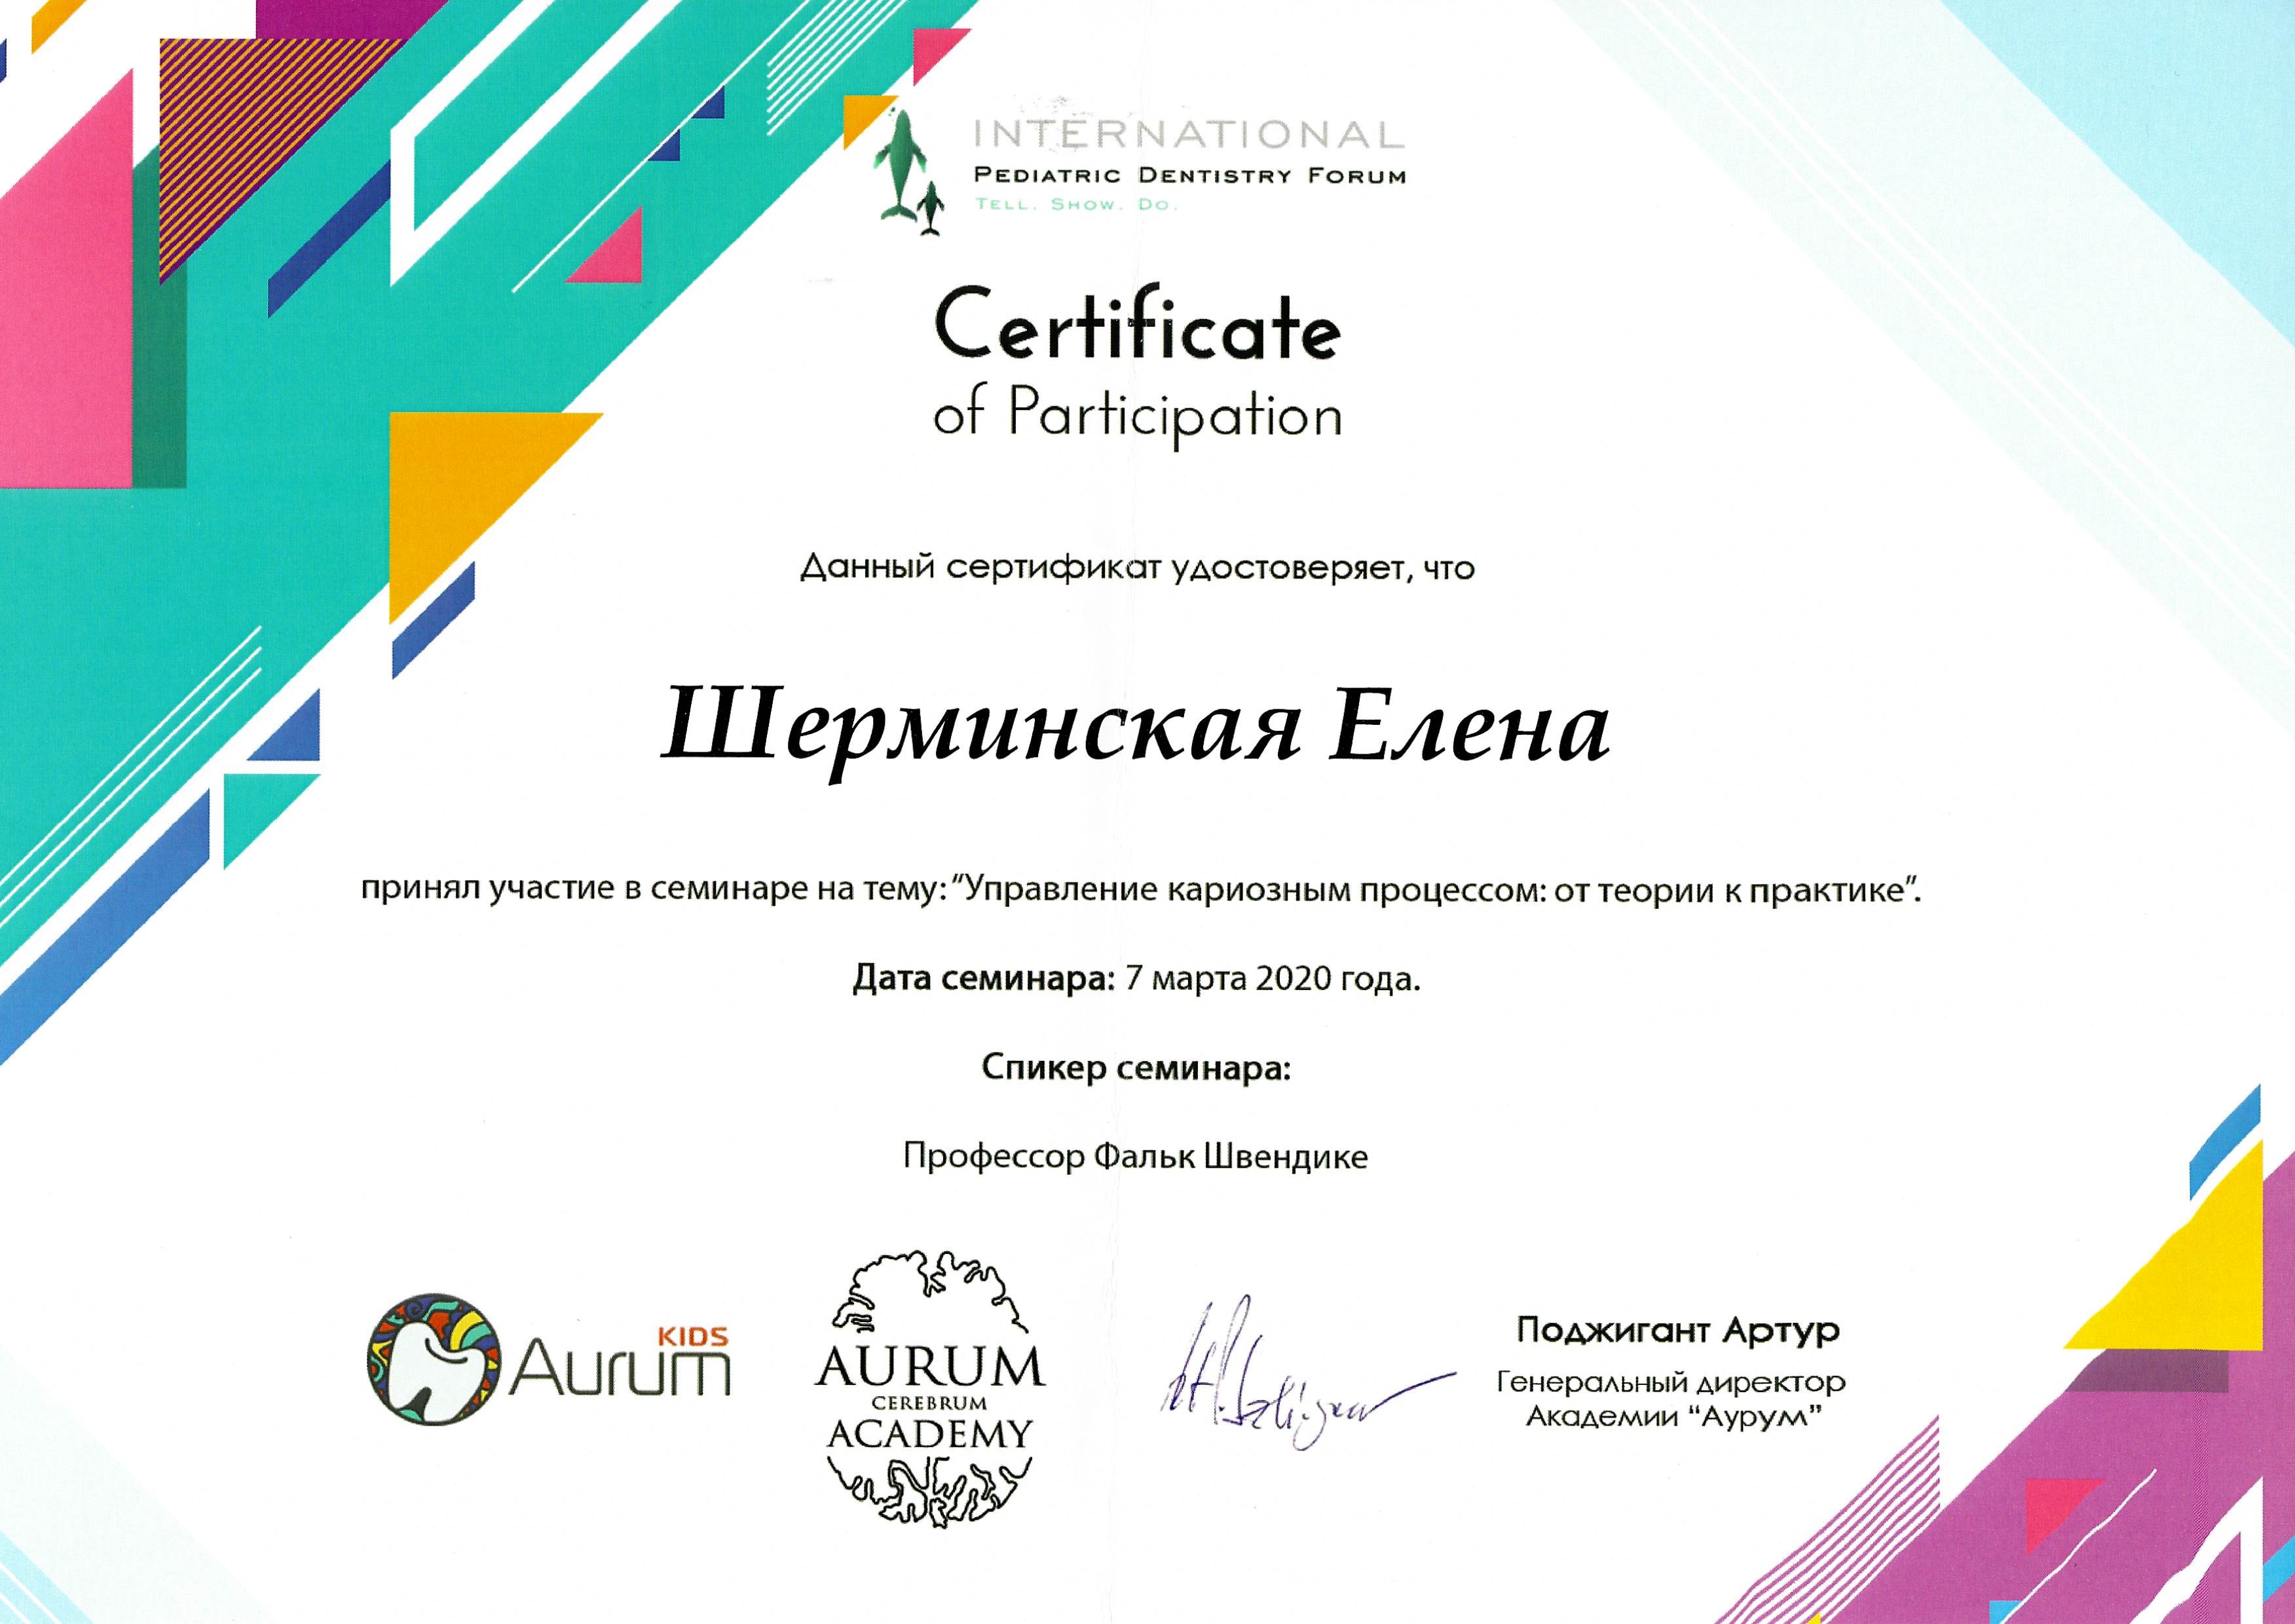 INTERNATIONAL
PEDIATRIC DENTISTRY FORUM
TELL. SHOW. DO.
Certificate
of Participation
Данный сертификат удостоверяет, что
Шерминская Елена
принял участие в семинаре на тему: “Управление кариозным процессом: от теории к практике”.
Дата семинара: 7 марта 2020 года.
Спикер семинара:
Профессор Фальк Швендике
KIDS
Aurum
AURUM
CEREBRUM
ACADEMY
Поджигант Артур
Генеральный директор
Академии “Аурум”